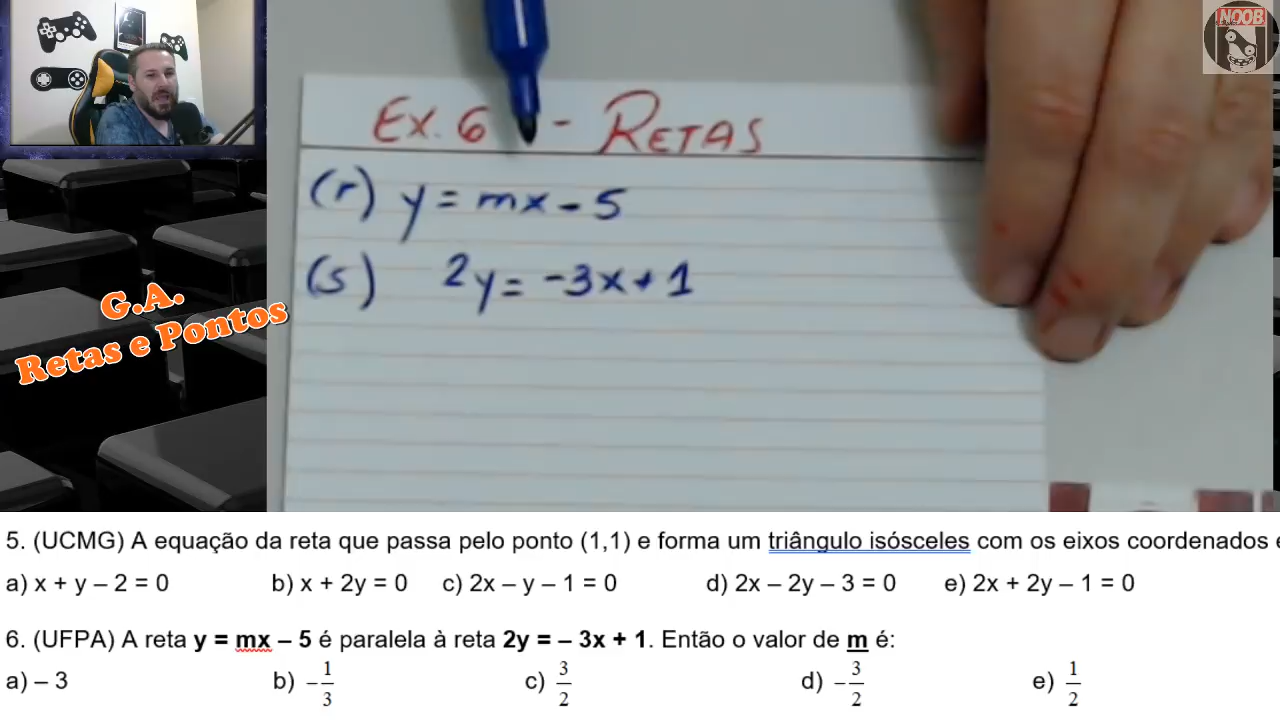 NOOB
Ex. 6 - RETAS
(r) y = mx - 5
(s) 2y = -3x + 1
G.A.
Retas e Pontos
5. (UCMG) A equação da reta que passa pelo ponto (1,1) e forma um triângulo isósceles com os eixos coordenados é
a) x + y – 2 = 0 b) x + 2y = 0 c) 2x – y – 1 = 0 d) 2x – 2y – 3 = 0 e) 2x + 2y – 1 = 0
6. (UFPA) A reta y = mx – 5 é paralela à reta 2y = – 3x + 1. Então o valor de m é:
a) – 3 b) –1/3 c) 3/2 d) –3/2 e) 1/2